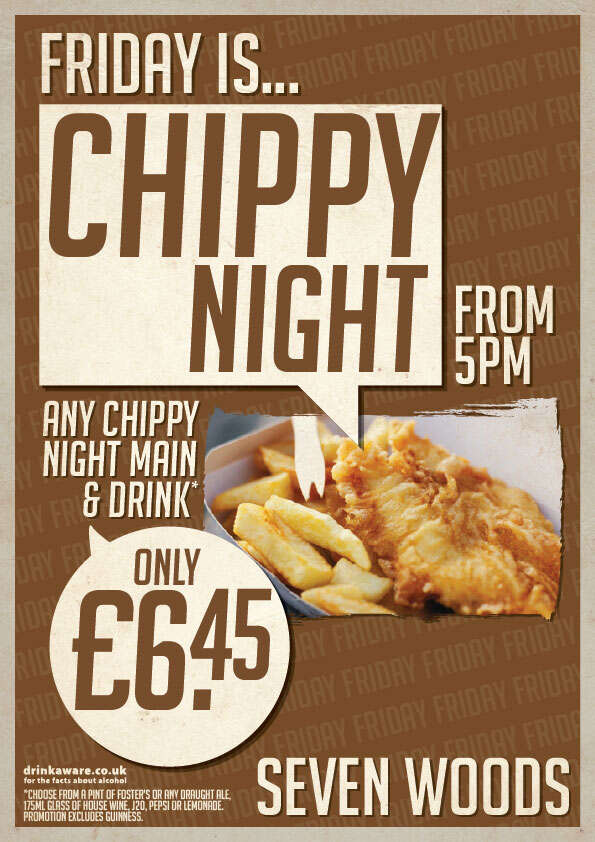 FRIDAY IS...
CHIPPY
NIGHT
FROM
5PM
ANY CHIPPY
NIGHT MAIN
& DRINK*
ONLY
£6.45
drinkaware.co.uk
for the facts about alcohol
*CHOOSE FROM A PINT OF FOSTER'S OR ANY DRAUGHT ALE,
175ML GLASS OF HOUSE WINE, J2O, PEPSI OR LEMONADE.
PROMOTION EXCLUDES GUINNESS.
SEVEN WOODS